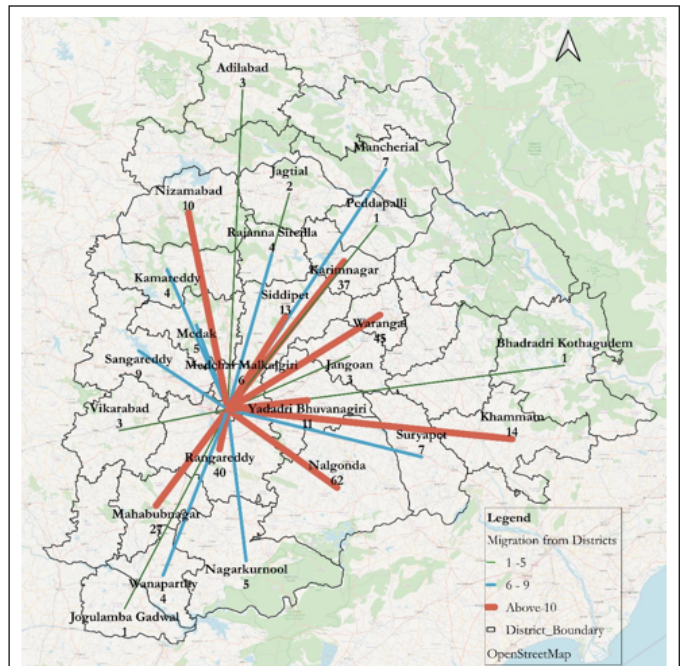 Adilabad
3
Mancherial
7
Jagtial
2
Nizamabad
10
Peddapalli
1
Rajanna Sircilla
4
Karimnagar
37
Kamareddy
4
Siddipet
13
Warangal
45
Medak
5
Bhadradri Kothagudem
1
Sangareddy
9
Medchal Malkajgiri
6
Jangoan
3
Vikarabad
3
Yadadri Bhuvanagiri
11
Khammam
14
Suryapet
7
Rangareddy
40
Nalgonda
62
Mahabubnagar
27
Nagarkurnool
5
Wanaparthy
4
Jogulamba Gadwal
1
Legend
Migration from Districts
1 -5
6 - 9
Above-10
District_Boundary
OpenStreetMap